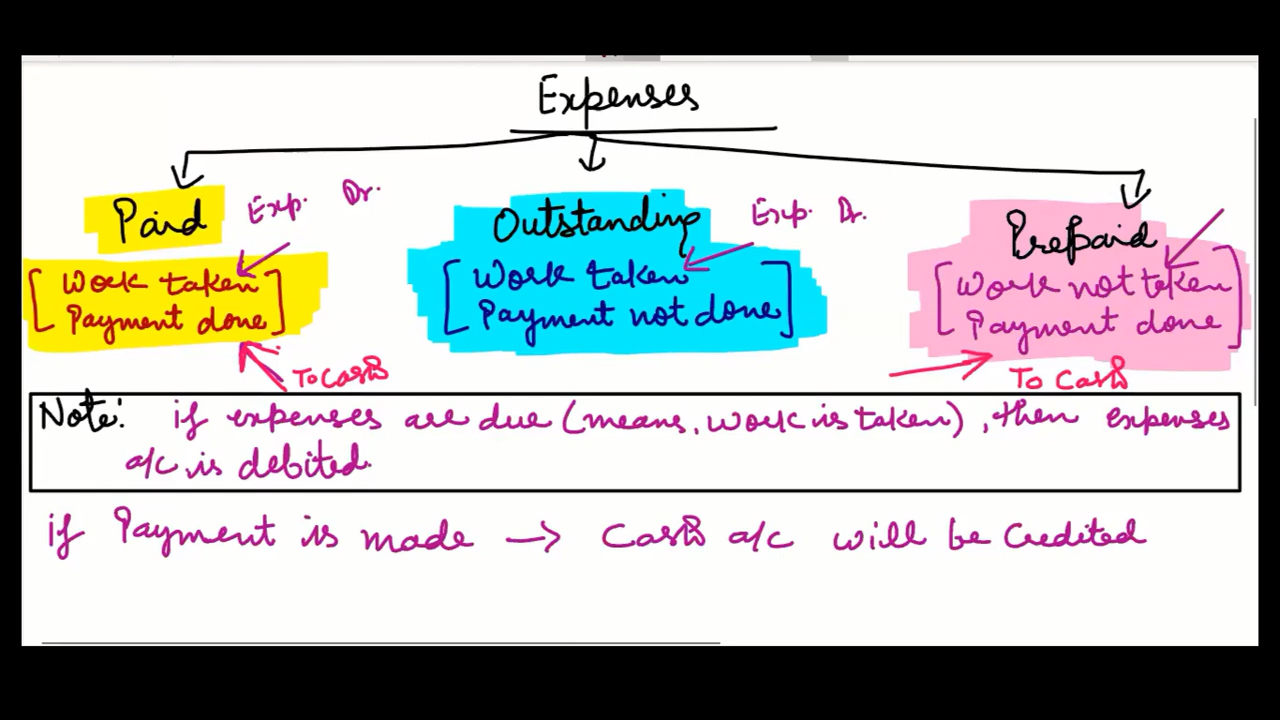 Expenses
Paid
Exp. Dr.
[Work taken
Payment done]
To Cash
Outstanding
Exp. Dr.
[Work taken
Payment not done]
Prepaid
[Work not taken
Payment done]
To Cash
Note: if expenses are due (means, work is taken), then expenses
a/c is debited.
if Payment is made → Cash a/c will be Credited